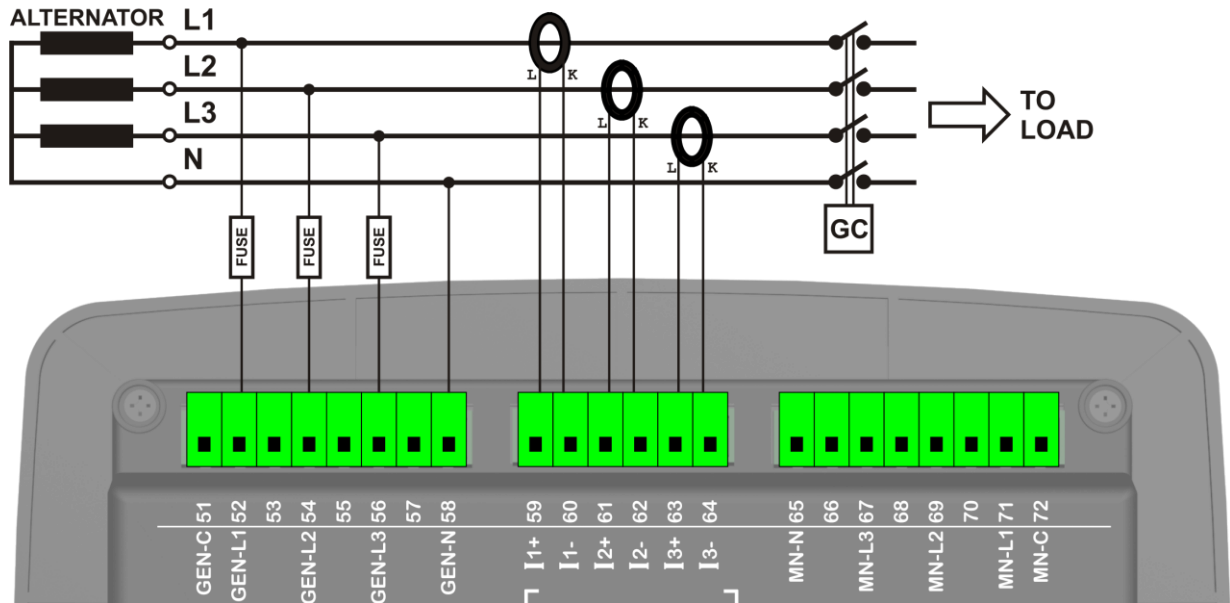 ALTERNATOR L1
L2
L3
N
L K
L K
L K
TO
LOAD
GC
FUSE FUSE FUSE
51 52 53 54 55 56 57 58 59 60 61 62 63 64 65 66 67 68 69 70 71 72
GEN-C GEN-L1 GEN-L2 GEN-L3 GEN-N I1+ I1- I2+ I2- I3+ I3- MN-N MN-L3 MN-L2 MN-L1 MN-C